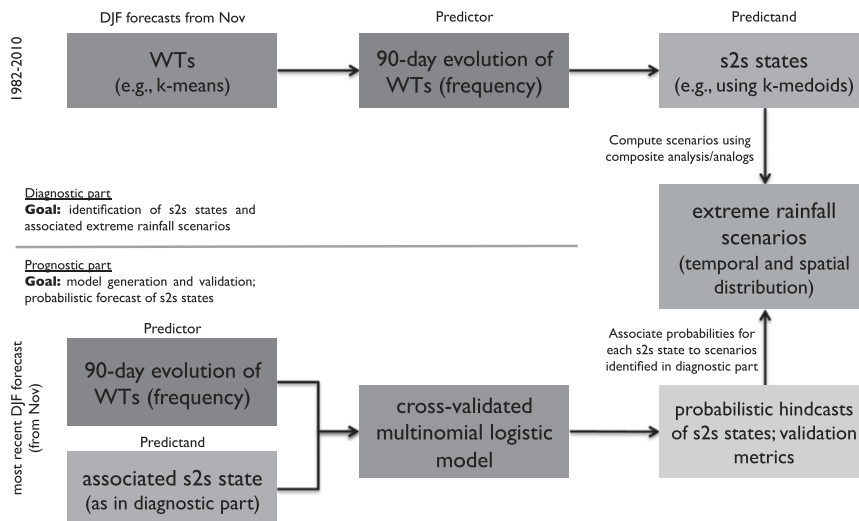 DJF forecasts from Nov
Predictor
Predictand
1982-2010
WTs
(e.g., k-means)
90-day evolution of
WTs (frequency)
s2s states
(e.g., using k-medoids)
Compute scenarios using
composite analysis/analogs
Diagnostic part
Goal: identification of s2s states and
associated extreme rainfall scenarios
extreme rainfall
scenarios
(temporal and spatial
distribution)
Prognostic part
Goal: model generation and validation;
probabilistic forecast of s2s states
Associate probabilities for
each s2s state to scenarios
identified in diagnostic part
most recent DJF forecast
(from Nov)
Predictor
90-day evolution of
WTs (frequency)
Predictand
associated s2s state
(as in diagnostic part)
cross-validated
multinomial logistic
model
probabilistic hindcasts
of s2s states; validation
metrics